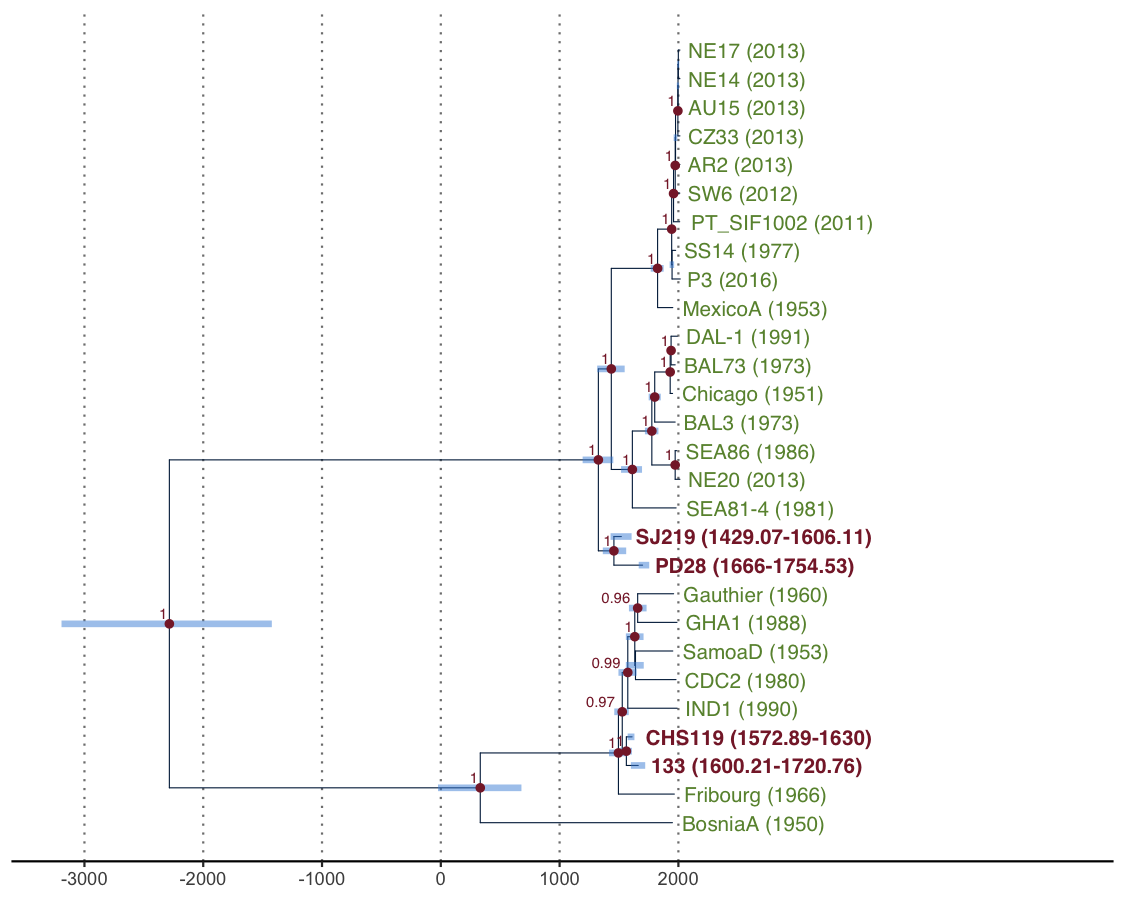 NE17 (2013)
NE14 (2013)
1
AU15 (2013)
CZ33 (2013)
1
AR2 (2013)
1
SW6 (2012)
1
PT_SIF1002 (2011)
SS14 (1977)
1
P3 (2016)
MexicoA (1953)
1
DAL-1 (1991)
1
1
BAL73 (1973)
1
Chicago (1951)
1
BAL3 (1973)
1
1
1
SEA86 (1986)
NE20 (2013)
SEA81-4 (1981)
SJ219 (1429.07-1606.11)
1
PD28 (1666-1754.53)
0.96
Gauthier (1960)
1
GHA1 (1988)
1
SamoaD (1953)
0.99
CDC2 (1980)
0.97
IND1 (1990)
CHS119 (1572.89-1630)
1
1
133 (1600.21-1720.76)
1
Fribourg (1966)
BosniaA (1950)
-3000
-2000
-1000
0
1000
2000